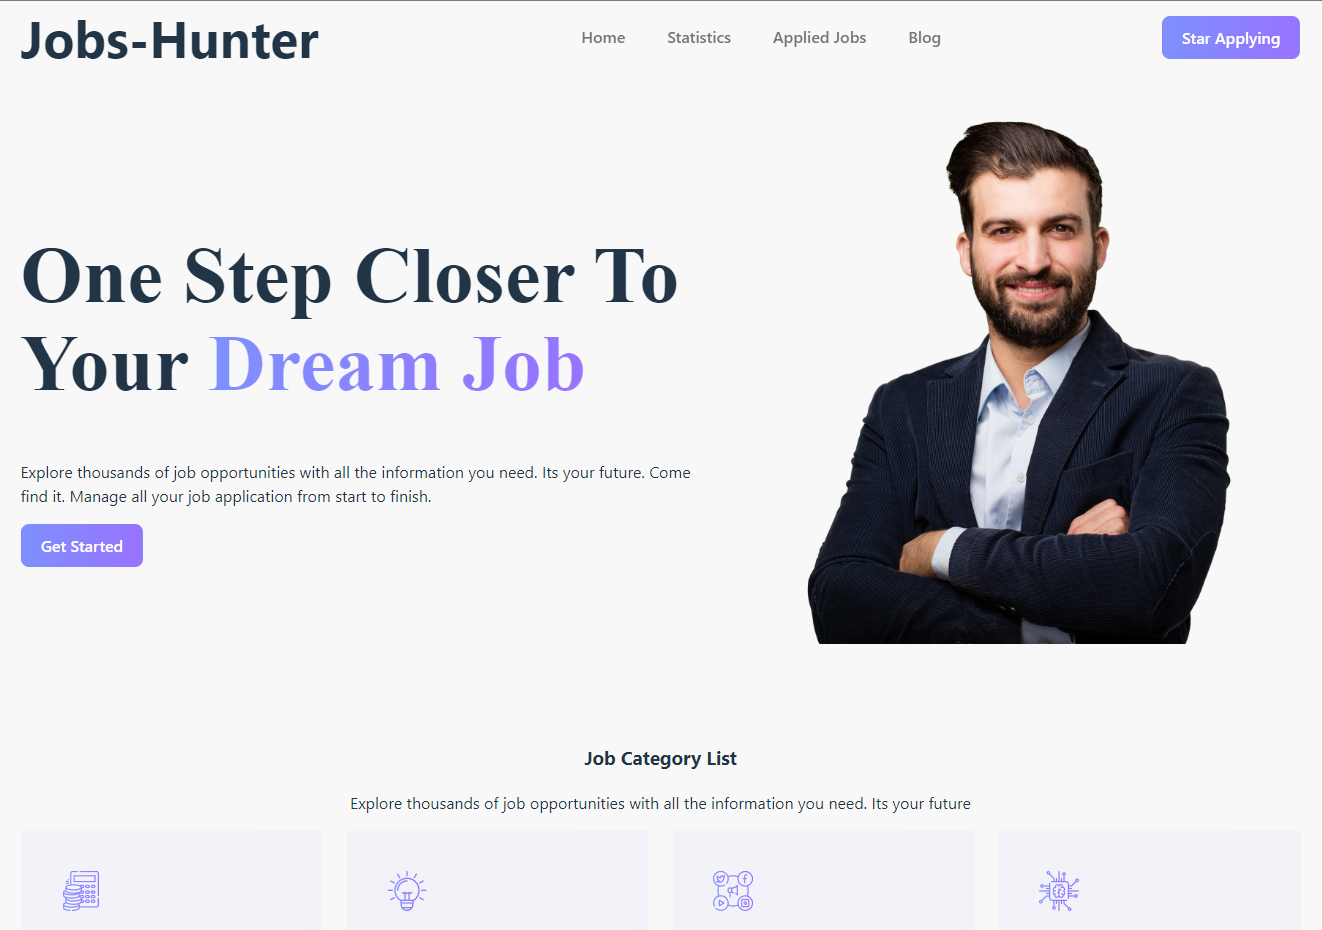 Jobs-Hunter
Home
Statistics
Applied Jobs
Blog
Star Applying
One Step Closer To
Your Dream Job
Explore thousands of job opportunities with all the information you need. Its your future. Come
find it. Manage all your job application from start to finish.
Get Started
Job Category List
Explore thousands of job opportunities with all the information you need. Its your future